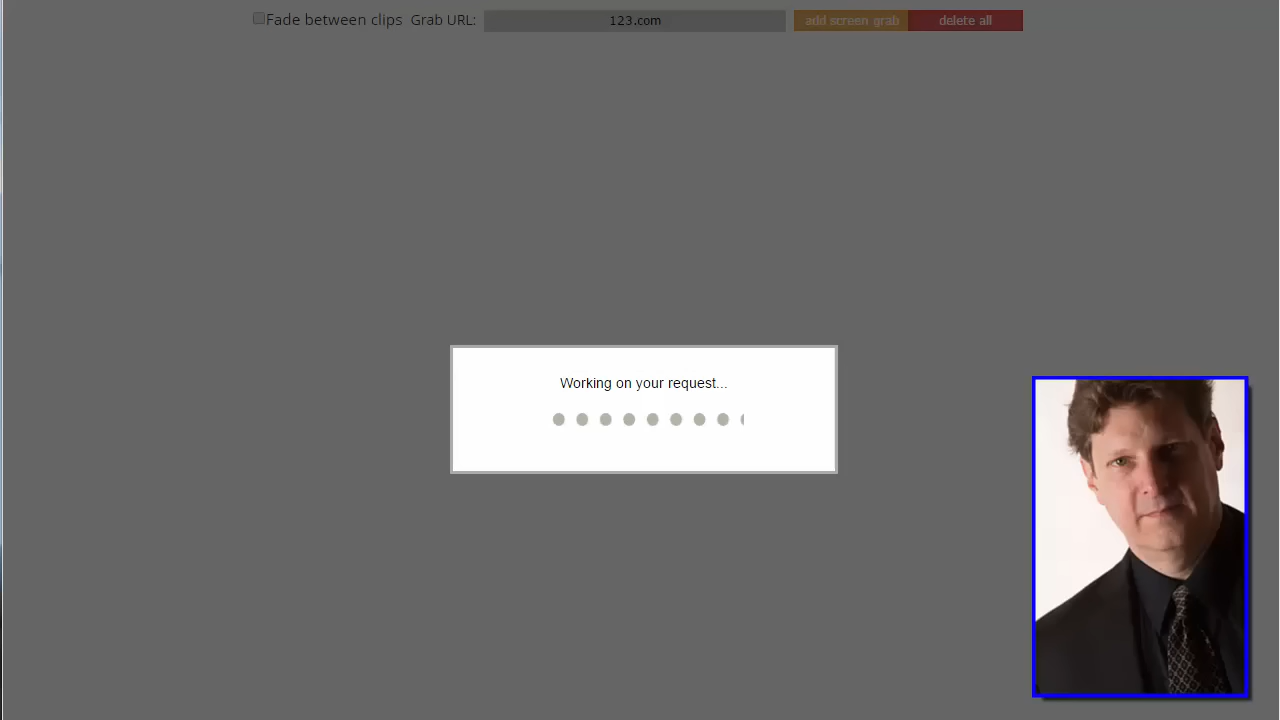 Fade between clips Grab URL: 123.com add screen grab delete all
Working on your request...